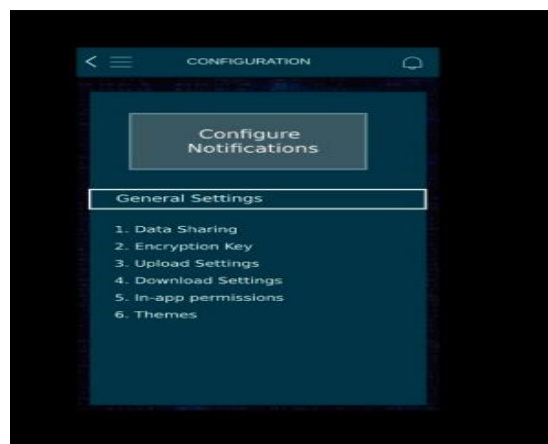 CONFIGURATION
Configure
Notifications
General Settings
1. Data Sharing
2. Encryption Key
3. Upload Settings
4. Download Settings
5. In-app permissions
6. Themes